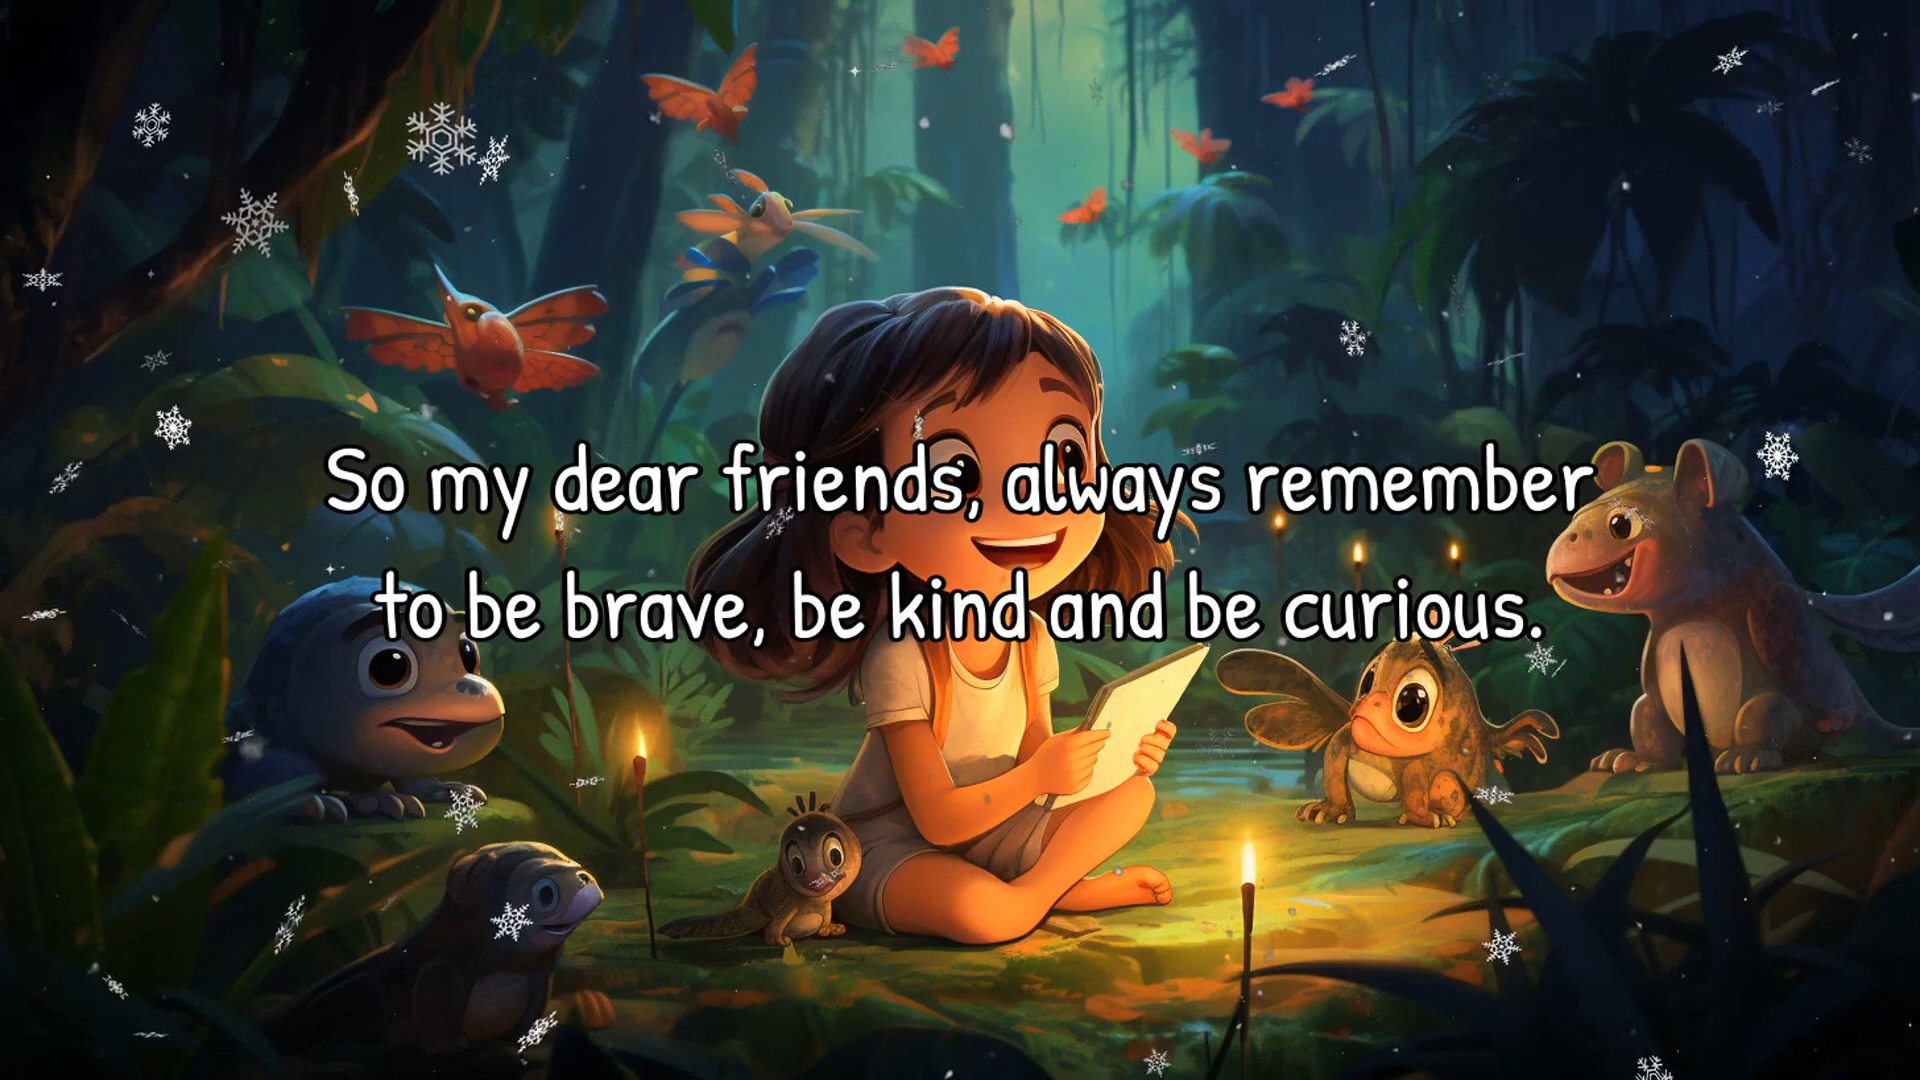 So my dear friends, always remember
to be brave, be kind and be curious.